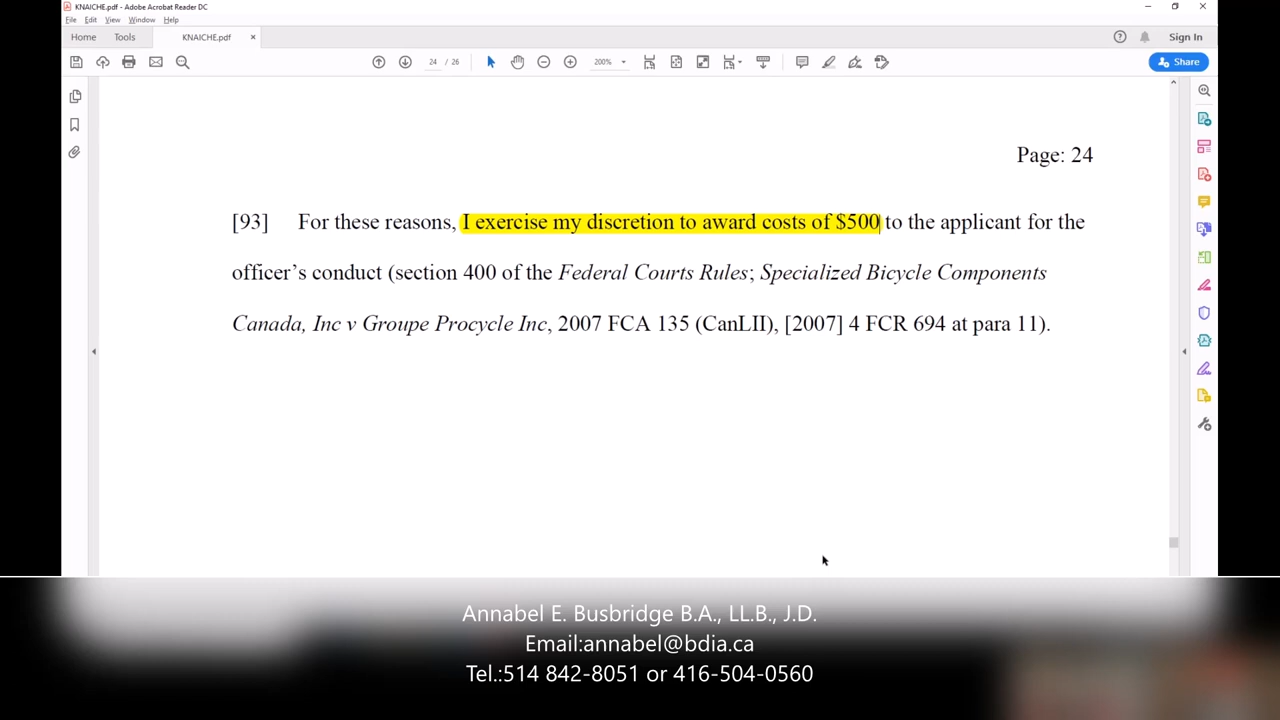 KNAICHE.pdf - Adobe Acrobat Reader DC
File Edit View Window Help
Home Tools KNAICHE.pdf × Sign In
24 / 26 200% Share
Page: 24
[93] For these reasons, I exercise my discretion to award costs of $500 to the applicant for the
officer’s conduct (section 400 of the Federal Courts Rules; Specialized Bicycle Components
Canada, Inc v Groupe Procycle Inc, 2007 FCA 135 (CanLII), [2007] 4 FCR 694 at para 11).
Annabel E. Busbridge B.A., LL.B., J.D.
Email:annabel@bdia.ca
Tel.:514 842-8051 or 416-504-0560